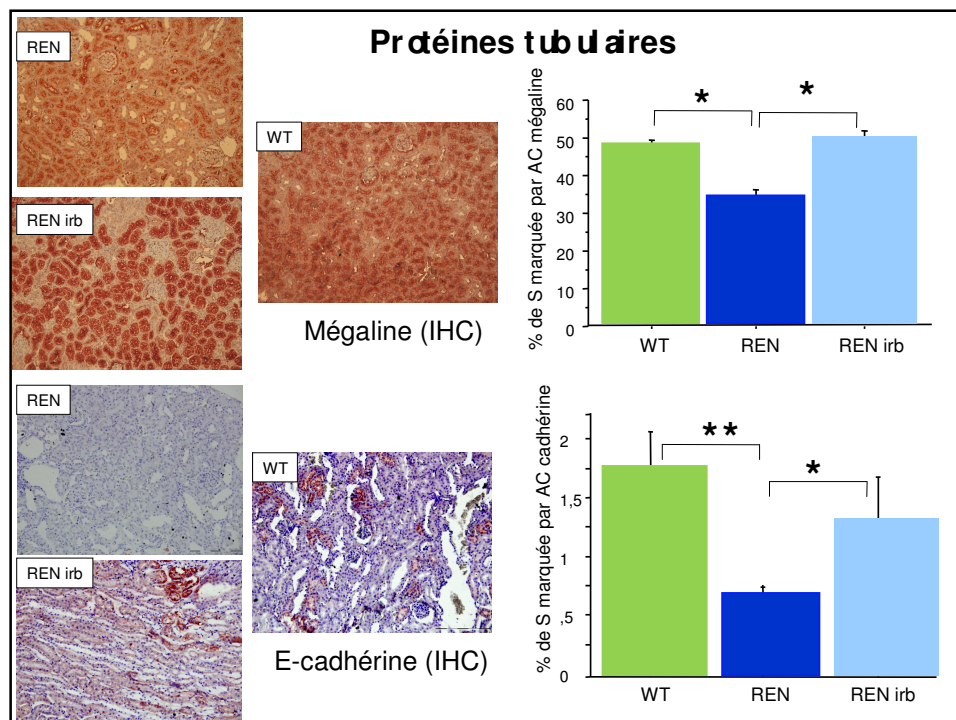 Protéines tubulaires
REN
REN irb
WT
Mégaline (IHC)
% de S marquée par AC mégaline
60
50
40
30
20
10
0
*
*
WT
REN
REN irb
REN
REN irb
WT
E-cadhérine (IHC)
% de S marquée par AC cadhérine
2
1,5
1
,5
0
**
*
WT
REN
REN irb